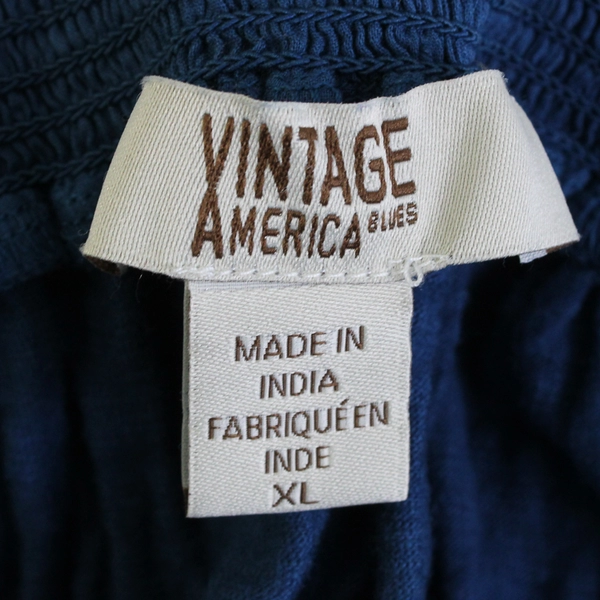 VINTAGE
AMERICA BLUES
MADE IN
INDIA
FABRIQUÉ EN
INDE
XL